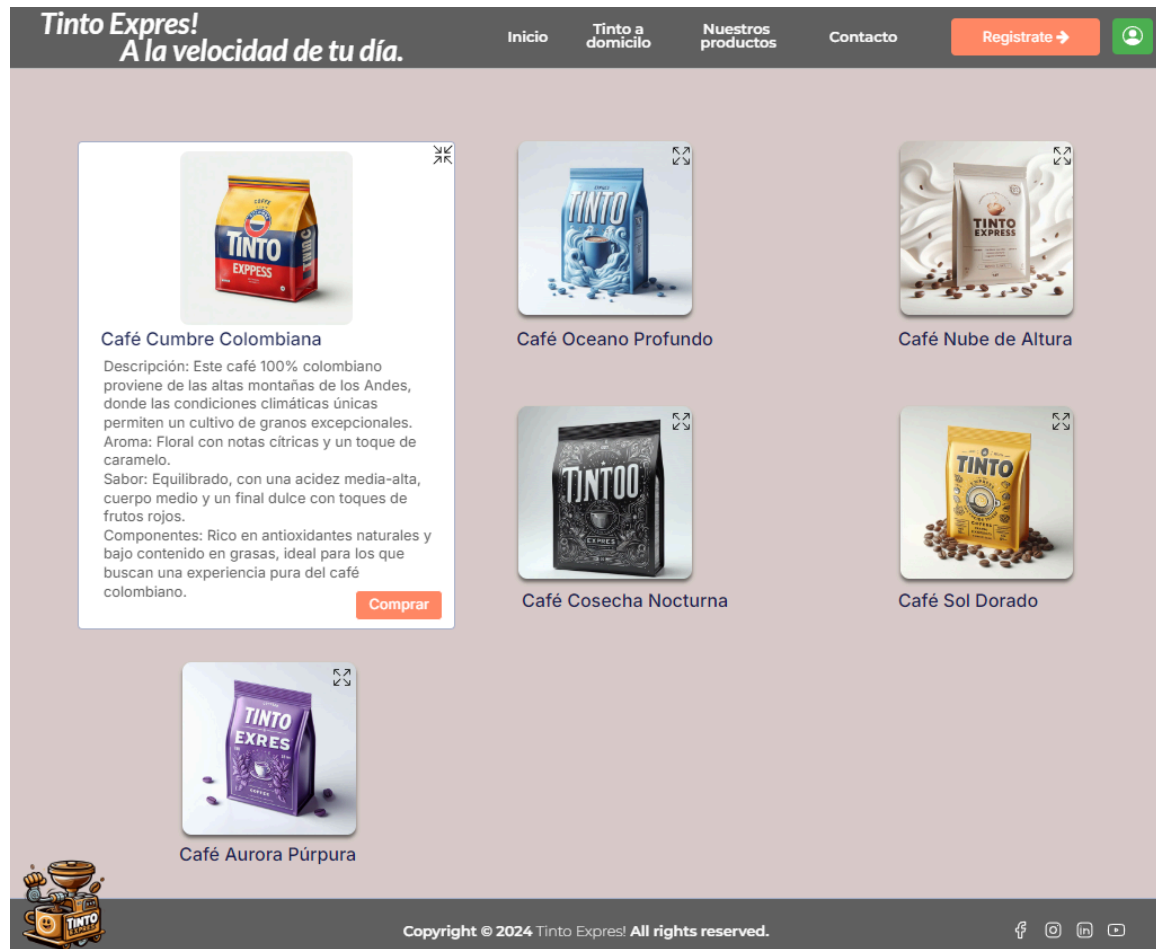 Tinto Expres!
A la velocidad de tu día.
Inicio
Tinto a
domicilo
Nuestros
productos
Contacto
Registrate
CAFFE
TINTO
EXPPESS
Café Cumbre Colombiana
Descripción: Este café 100% colombiano
proviene de las altas montañas de los Andes,
donde las condiciones climáticas únicas
permiten un cultivo de granos excepcionales.
Aroma: Floral con notas cítricas y un toque de
caramelo.
Sabor: Equilibrado, con una acidez media-alta,
cuerpo medio y un final dulce con toques de
frutos rojos.
Componentes: Rico en antioxidantes naturales y
bajo contenido en grasas, ideal para los que
buscan una experiencia pura del café
colombiano.
Comprar
TINTO
Café Oceano Profundo
TINTO
EXPRESS
Café Nube de Altura
TINTOO
EXPRES
Café Cosecha Nocturna
TINTO
Café Sol Dorado
TINTO
EXRES
COFFEE
Café Aurora Púrpura
TINTO
EXPRES
Copyright © 2024 Tinto Expres! All rights reserved.